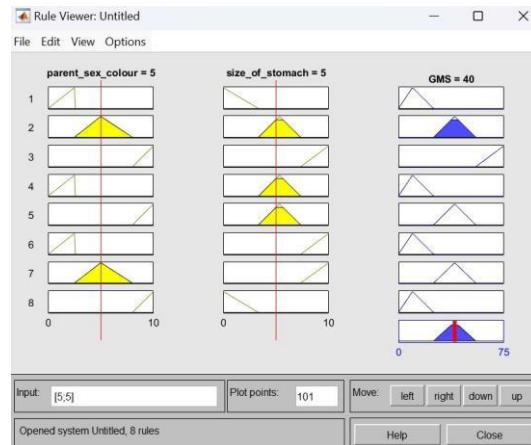 Rule Viewer: Untitled
File Edit View Options
parent_sex_colour = 5
size_of_stomach = 5
GMS = 40
1
2
3
4
5
6
7
8
0 10
0 10
0 75
Input: [5;5]
Plot points: 101
Move: left right down up
Opened system Untitled, 8 rules
Help Close